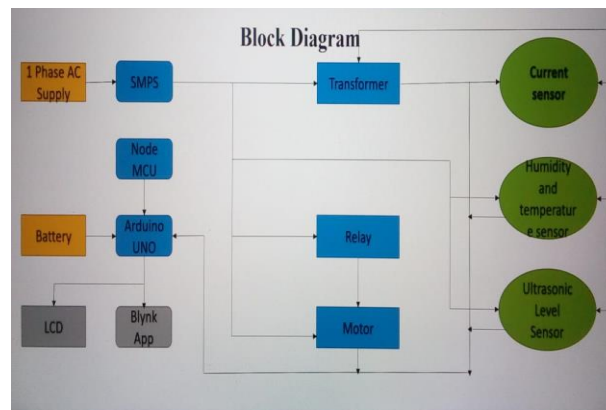 Block Diagram
1 Phase AC
Supply
SMPS
Transformer
Current
sensor
Node
MCU
Humidity
and
temperatur
e sensor
Battery
Arduino
UNO
Relay
LCD
Blynk
App
Motor
Ultrasonic
Level
Sensor